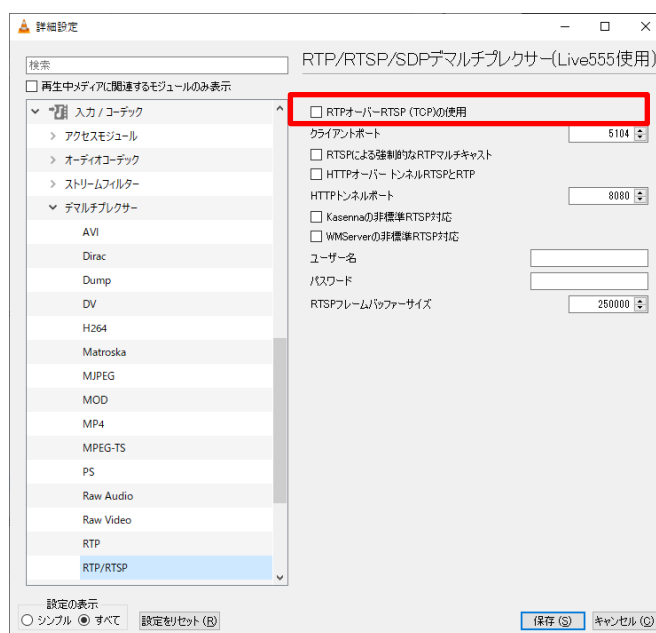 詳細設定
検索
再生中メディアに関連するモジュールのみ表示
入力 / コーデック
アクセスモジュール
オーディオコーデック
ストリームフィルター
デマルチプレクサー
AVI
Dirac
Dump
DV
H264
Matroska
MJPEG
MOD
MP4
MPEG-TS
PS
Raw Audio
Raw Video
RTP
RTP/RTSP
RTP/RTSP/SDPデマルチプレクサー(Live555使用)
RTPオーバーRTSP (TCP)の使用
クライアントポート 5104
RTSPによる強制的なRTPマルチキャスト
HTTPオーバー トンネルRTSPとRTP
HTTPトンネルポート 8080
Kasennaの非標準RTSP対応
WMServerの非標準RTSP対応
ユーザー名
パスワード
RTSPフレームバッファーサイズ 250000
設定の表示
シンプル すべて 設定をリセット (R) 保存 (S) キャンセル (C)